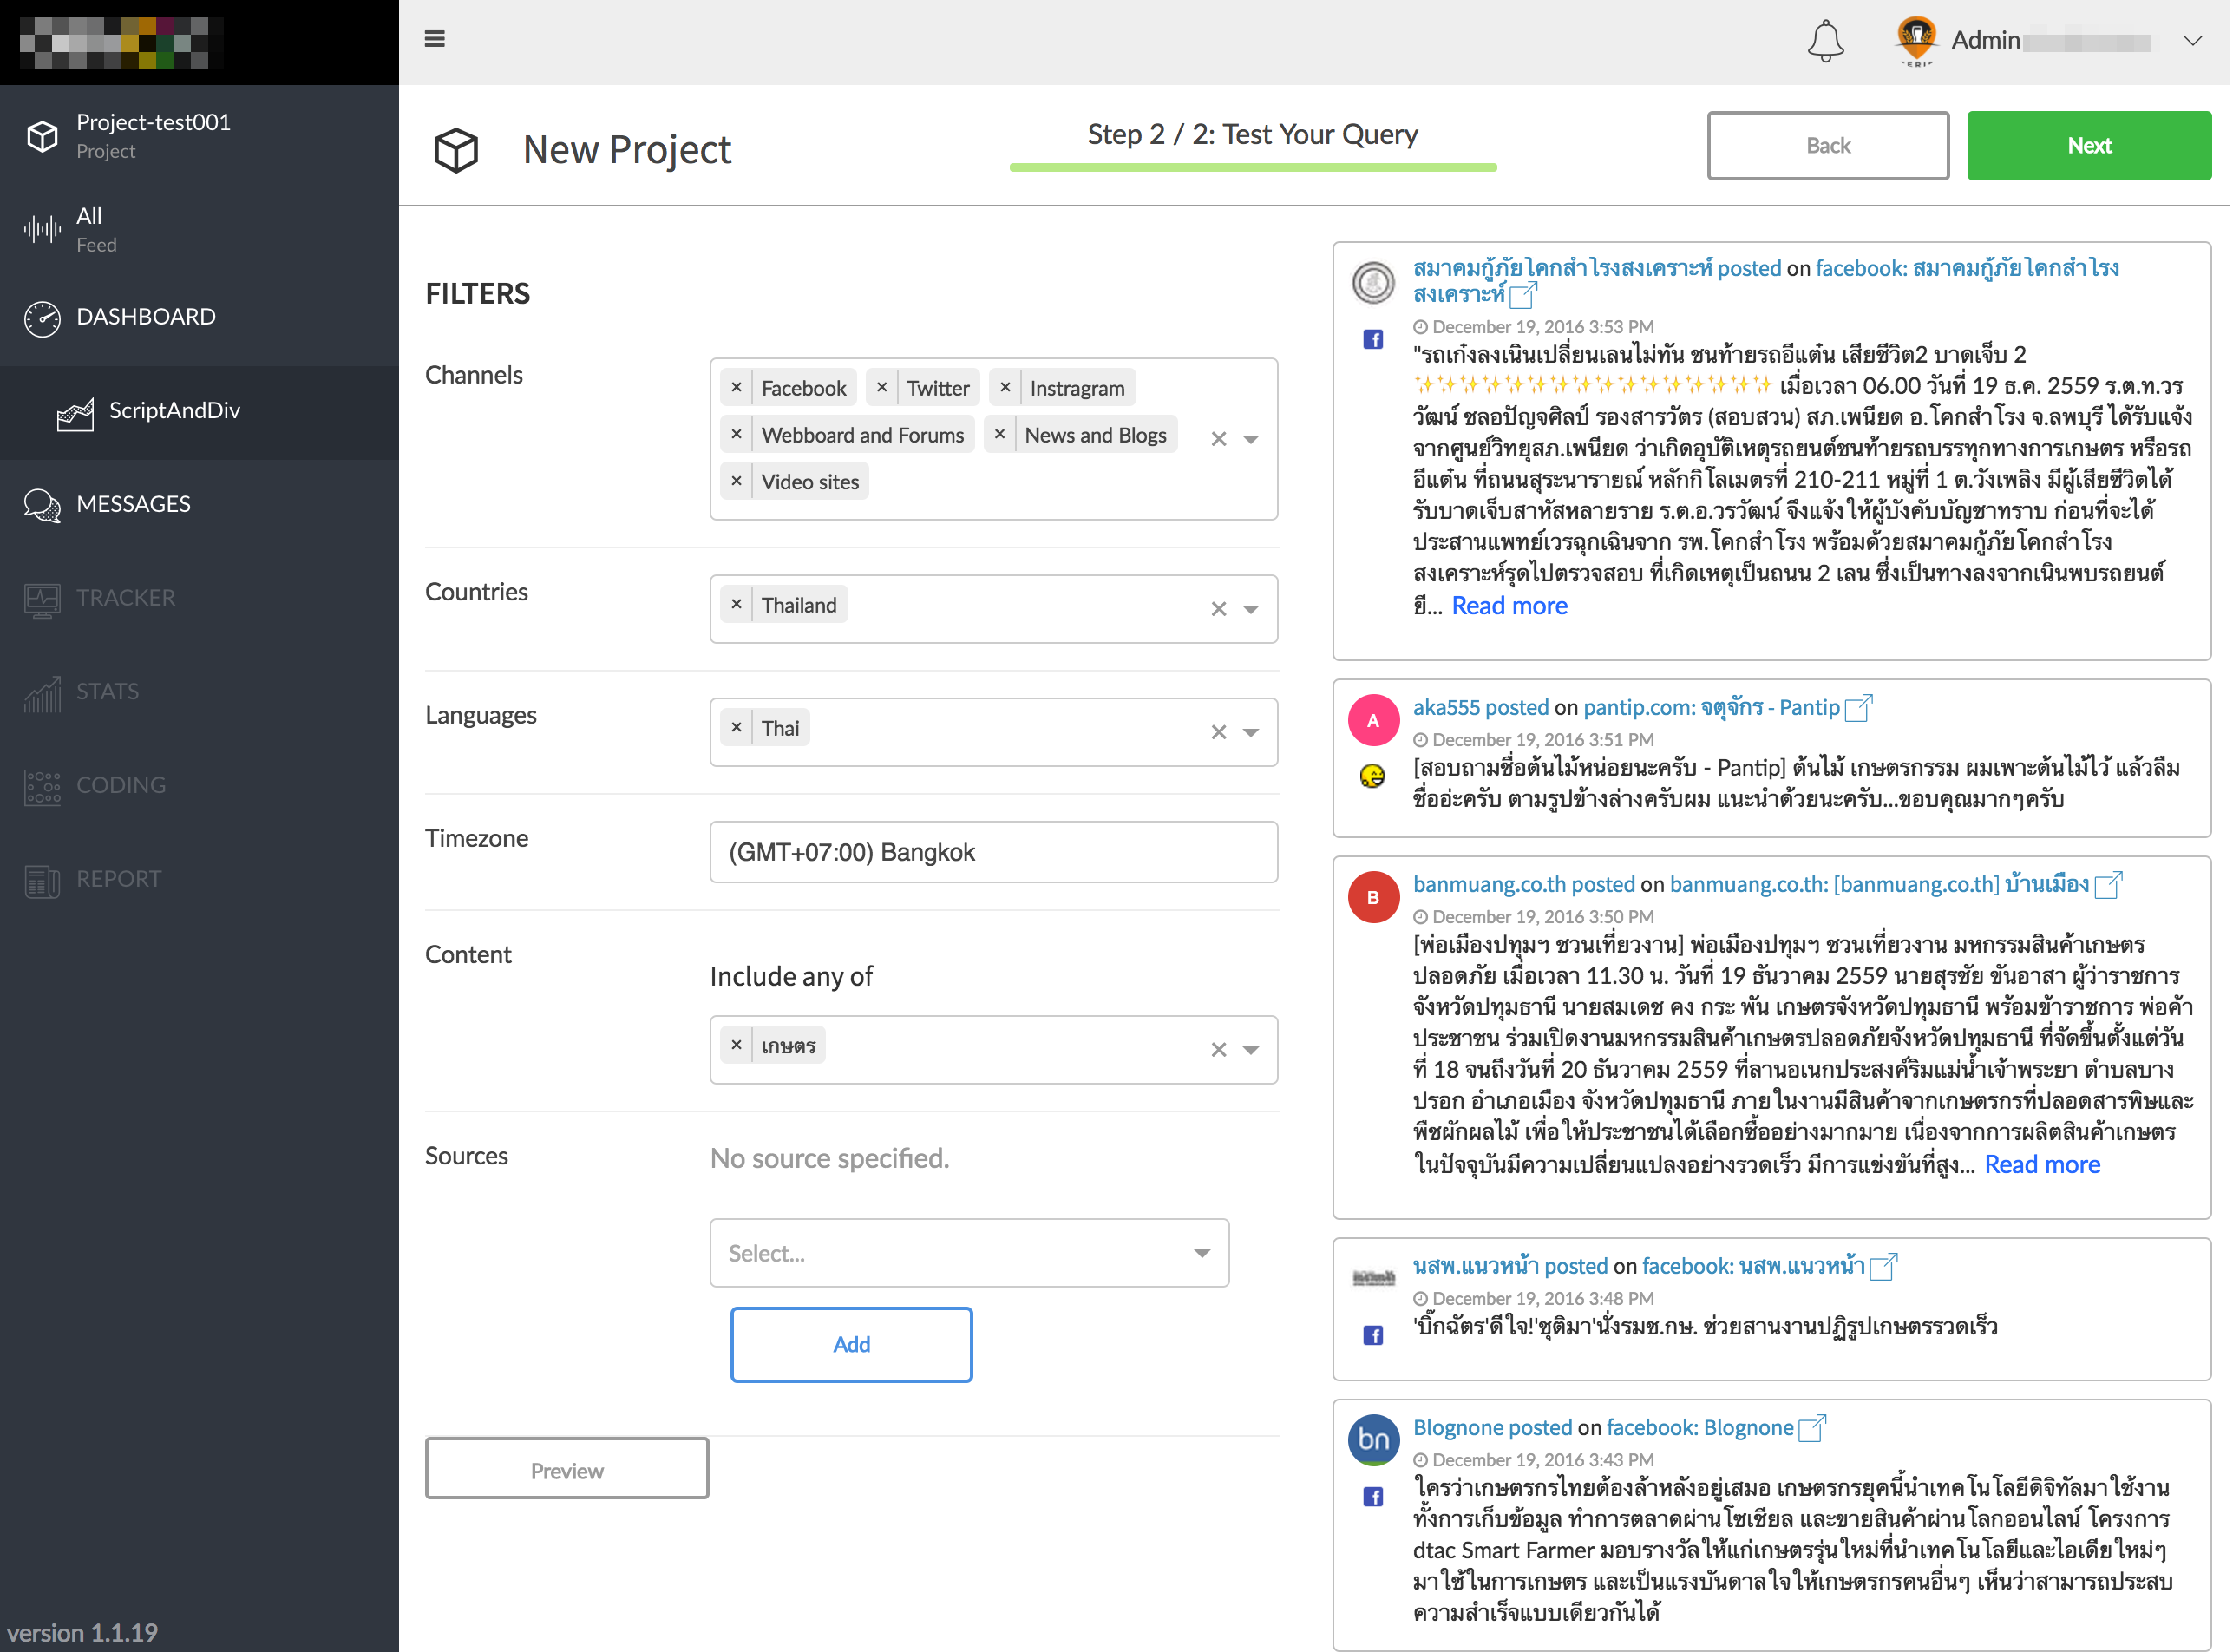 Admin
Project-test001
Project
All
Feed
DASHBOARD
ScriptAndDiv
MESSAGES
TRACKER
STATS
CODING
REPORT
version 1.1.19
New Project
Step 2 / 2: Test Your Query
Back
Next
FILTERS
Channels
× Facebook × Twitter × Instragram
× Webboard and Forums × News and Blogs
× Video sites
Countries
× Thailand
Languages
× Thai
Timezone
(GMT+07:00) Bangkok
Content
Include any of
× เกษตร
Sources
No source specified.
Select...
Add
Preview
สมาคมกู้ภัยโคกสำโรงสงเคราะห์ posted on facebook: สมาคมกู้ภัยโคกสำโรง
สงเคราะห์
December 19, 2016 3:53 PM
"รถเก๋งลงเนินเปลี่ยนเลนไม่ทัน ชนท้ายรถอีแต๋น เสียชีวิต2 บาดเจ็บ 2
✨✨✨✨✨✨✨✨✨✨✨✨✨✨✨✨ เมื่อเวลา 06.00 วันที่ 19 ธ.ค. 2559 ร.ต.ท.วร
วัฒน์ ชลอปัญจศิลป์ รองสารวัตร (สอบสวน) สภ.เพนียด อ.โคกสำโรง จ.ลพบุรี ได้รับแจ้ง
จากศูนย์วิทยุสภ.เพนียด ว่าเกิดอุบัติเหตุรถยนต์ชนท้ายรถบรรทุกทางการเกษตร หรือรถ
อีแต๋น ที่ถนนสุระนารายณ์ หลักกิโลเมตรที่ 210-211 หมู่ที่ 1 ต.วังเพลิง มีผู้เสียชีวิตได้
รับบาดเจ็บสาหัสหลายราย ร.ต.อ.วรวัฒน์ จึงแจ้งให้ผู้บังคับบัญชาทราบ ก่อนที่จะได้
ประสานแพทย์เวรฉุกเฉินจาก รพ.โคกสำโรง พร้อมด้วยสมาคมกู้ภัยโคกสำโรง
สงเคราะห์รุดไปตรวจสอบ ที่เกิดเหตุเป็นถนน 2 เลน ซึ่งเป็นทางลงจากเนินพบรถยนต์
ยี... Read more
A
aka555 posted on pantip.com: จตุจักร - Pantip
December 19, 2016 3:51 PM
[สอบถามชื่อต้นไม้หน่อยนะครับ - Pantip] ต้นไม้ เกษตรกรรม ผมเพาะต้นไม้ไว้ แล้วลืม
ชื่ออ่ะครับ ตามรูปข้างล่างครับผม แนะนำด้วยนะครับ...ขอบคุณมากๆครับ
B
banmuang.co.th posted on banmuang.co.th: [banmuang.co.th] บ้านเมือง
December 19, 2016 3:50 PM
[พ่อเมืองปทุมฯ ชวนเที่ยวงาน] พ่อเมืองปทุมฯ ชวนเที่ยวงาน มหกรรมสินค้าเกษตร
ปลอดภัย เมื่อเวลา 11.30 น. วันที่ 19 ธันวาคม 2559 นายสุรชัย ขันอาสา ผู้ว่าราชการ
จังหวัดปทุมธานี นายสมเดช คง กระ พัน เกษตรจังหวัดปทุมธานี พร้อมข้าราชการ พ่อค้า
ประชาชน ร่วมเปิดงานมหกรรมสินค้าเกษตรปลอดภัยจังหวัดปทุมธานี ที่จัดขึ้นตั้งแต่วัน
ที่ 18 จนถึงวันที่ 20 ธันวาคม 2559 ที่ลานอเนกประสงค์ริมแม่น้ำเจ้าพระยา ตำบลบาง
ปรอก อำเภอเมือง จังหวัดปทุมธานี ภายในงานมีสินค้าจากเกษตรกรที่ปลอดสารพิษและ
พืชผักผลไม้ เพื่อให้ประชาชนได้เลือกซื้ออย่างมากมาย เนื่องจากการผลิตสินค้าเกษตร
ในปัจจุบันมีความเปลี่ยนแปลงอย่างรวดเร็ว มีการแข่งขันที่สูง... Read more
นสพ.แนวหน้า posted on facebook: นสพ.แนวหน้า
December 19, 2016 3:48 PM
'บิ๊กฉัตร'ดีใจ!'ชุติมา'นั่งรมช.กษ. ช่วยสานงานปฏิรูปเกษตรรวดเร็ว
bn
Blognone posted on facebook: Blognone
December 19, 2016 3:43 PM
ใครว่าเกษตรกรไทยต้องล้าหลังอยู่เสมอ เกษตรกรยุคนี้นำเทคโนโลยีดิจิทัลมาใช้งาน
ทั้งการเก็บข้อมูล ทำการตลาดผ่านโซเชียล และขายสินค้าผ่านโลกออนไลน์ โครงการ
dtac Smart Farmer มอบรางวัลให้แก่เกษตรรุ่นใหม่ที่นำเทคโนโลยีและไอเดียใหม่ๆ
มาใช้ในการเกษตร และเป็นแรงบันดาลใจให้เกษตรกรคนอื่นๆ เห็นว่าสามารถประสบ
ความสำเร็จแบบเดียวกันได้